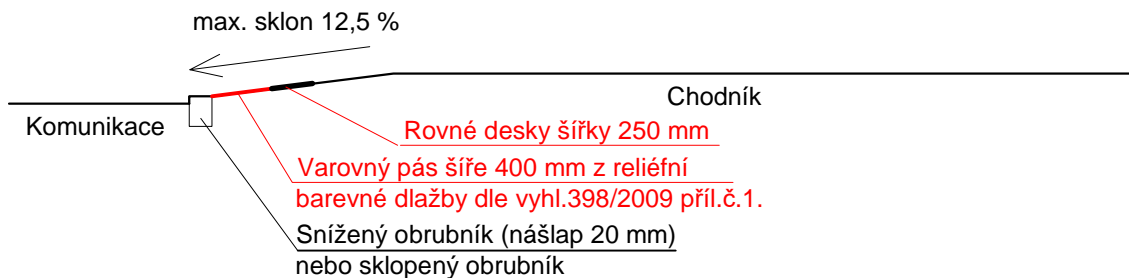 max. sklon 12,5 %
Chodník
Komunikace
Rovné desky šířky 250 mm
Varovný pás šíře 400 mm z reliéfní
barevné dlažby dle vyhl.398/2009 příl.č.1.
Snížený obrubník (nášlap 20 mm)
nebo sklopený obrubník